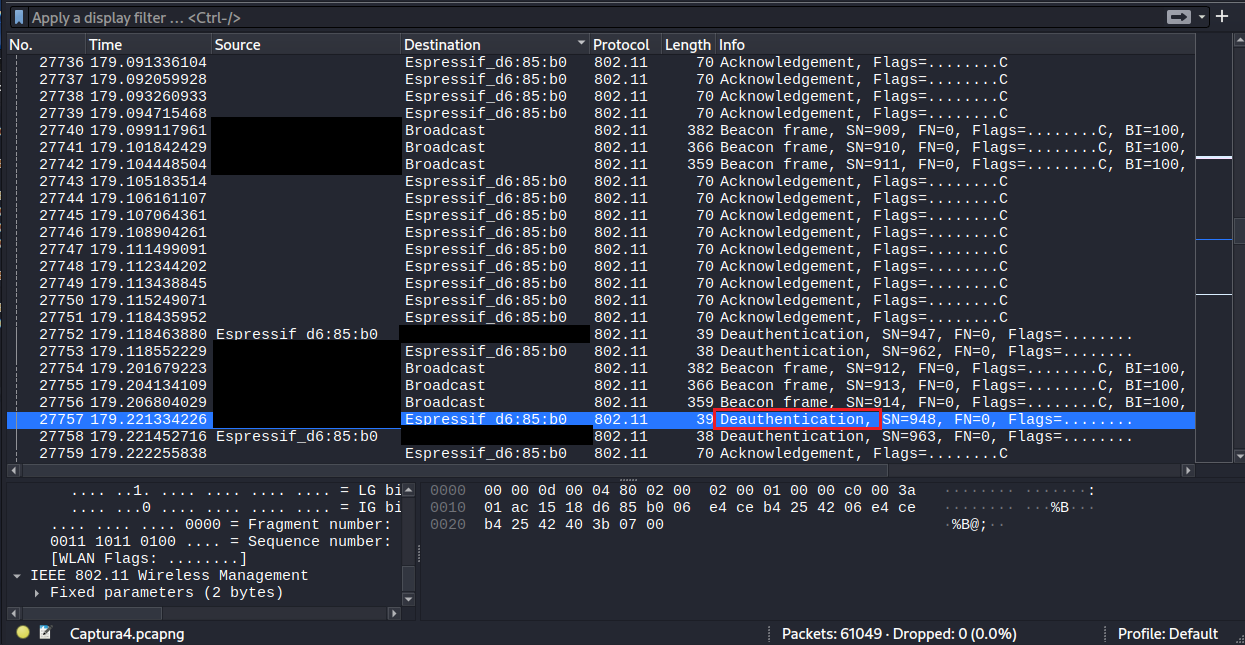 Apply a display filter … <Ctrl-/>
No. Time Source Destination Protocol Length Info
27736 179.091336104 Espressif_d6:85:b0 802.11 70 Acknowledgement, Flags=........C
27737 179.092059928 Espressif_d6:85:b0 802.11 70 Acknowledgement, Flags=........C
27738 179.093260933 Espressif_d6:85:b0 802.11 70 Acknowledgement, Flags=........C
27739 179.094715468 Espressif_d6:85:b0 802.11 70 Acknowledgement, Flags=........C
27740 179.099117961 Broadcast 802.11 382 Beacon frame, SN=909, FN=0, Flags=........C, BI=100,
27741 179.101842429 Broadcast 802.11 366 Beacon frame, SN=910, FN=0, Flags=........C, BI=100,
27742 179.104448504 Broadcast 802.11 359 Beacon frame, SN=911, FN=0, Flags=........C, BI=100,
27743 179.105183514 Espressif_d6:85:b0 802.11 70 Acknowledgement, Flags=........C
27744 179.106161107 Espressif_d6:85:b0 802.11 70 Acknowledgement, Flags=........C
27745 179.107064361 Espressif_d6:85:b0 802.11 70 Acknowledgement, Flags=........C
27746 179.108904261 Espressif_d6:85:b0 802.11 70 Acknowledgement, Flags=........C
27747 179.111499091 Espressif_d6:85:b0 802.11 70 Acknowledgement, Flags=........C
27748 179.112344202 Espressif_d6:85:b0 802.11 70 Acknowledgement, Flags=........C
27749 179.113438845 Espressif_d6:85:b0 802.11 70 Acknowledgement, Flags=........C
27750 179.115249071 Espressif_d6:85:b0 802.11 70 Acknowledgement, Flags=........C
27751 179.118435952 Espressif_d6:85:b0 802.11 70 Acknowledgement, Flags=........C
27752 179.118463880 Espressif_d6:85:b0 802.11 39 Deauthentication, SN=947, FN=0, Flags=........
27753 179.118552229 Espressif_d6:85:b0 802.11 38 Deauthentication, SN=962, FN=0, Flags=........
27754 179.201679223 Broadcast 802.11 382 Beacon frame, SN=912, FN=0, Flags=........C, BI=100,
27755 179.204134109 Broadcast 802.11 366 Beacon frame, SN=913, FN=0, Flags=........C, BI=100,
27756 179.206804029 Broadcast 802.11 359 Beacon frame, SN=914, FN=0, Flags=........C, BI=100,
27757 179.221334226 Espressif_d6:85:b0 802.11 39 Deauthentication, SN=948, FN=0, Flags=........
27758 179.221452716 Espressif_d6:85:b0 802.11 38 Deauthentication, SN=963, FN=0, Flags=........
27759 179.222255838 Espressif_d6:85:b0 802.11 70 Acknowledgement, Flags=........C
.... ..1. .... .... .... .... = LG bi
.... ...0 .... .... .... .... = IG bi
.... .... .... 0000 = Fragment number:
0011 1011 0100 .... = Sequence number:
[WLAN Flags: ........]
IEEE 802.11 Wireless Management
Fixed parameters (2 bytes)
0000 00 00 0d 00 04 80 02 00 02 00 01 00 00 c0 00 3a ········ ·······:
0010 01 ac 15 18 d6 85 b0 06 e4 ce b4 25 42 06 e4 ce ········ ···%B···
0020 b4 25 42 40 3b 07 00 ·%B@;··
Captura4.pcapng
Packets: 61049 · Dropped: 0 (0.0%)
Profile: Default